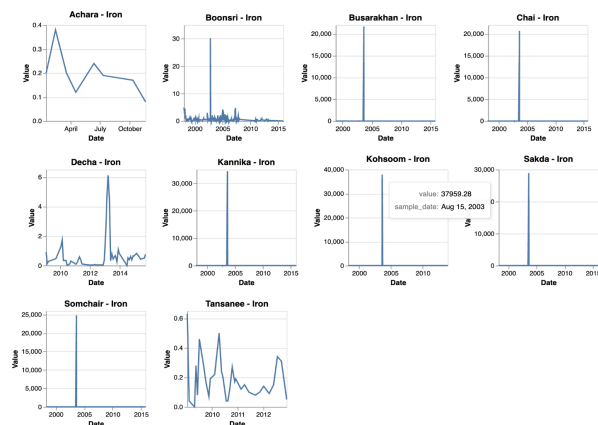 Achara - Iron
Boonsri - Iron
Busarakhan - Iron
Chai - Iron
0.4
0.3
0.2
0.1
0.0
Value
April July October
Date
30
20
10
0
Value
2000 2005 2010 2015
Date
20,000
15,000
10,000
5,000
0
Value
2000 2005 2010 2015
Date
20,000
15,000
10,000
5,000
0
Value
2000 2005 2010 2015
Date
Decha - Iron
Kannika - Iron
Kohsoom - Iron
Sakda - Iron
6
4
2
0
Value
2010 2012 2014
Date
30,000
20,000
10,000
0
Value
2000 2005 2010 2015
Date
40,000
30,000
20,000
10,000
0
Value
2000 2005 2010
Date
value: 37959.28
sample_date: Aug 15, 2003
30,000
0
10,000
0
Value
2000 2005 2010 2015
Date
Somchair - Iron
Tansanee - Iron
25,000
20,000
15,000
10,000
5,000
0
Value
2000 2005 2010 2015
Date
0.6
0.4
0.2
0.0
Value
2010 2011 2012
Date